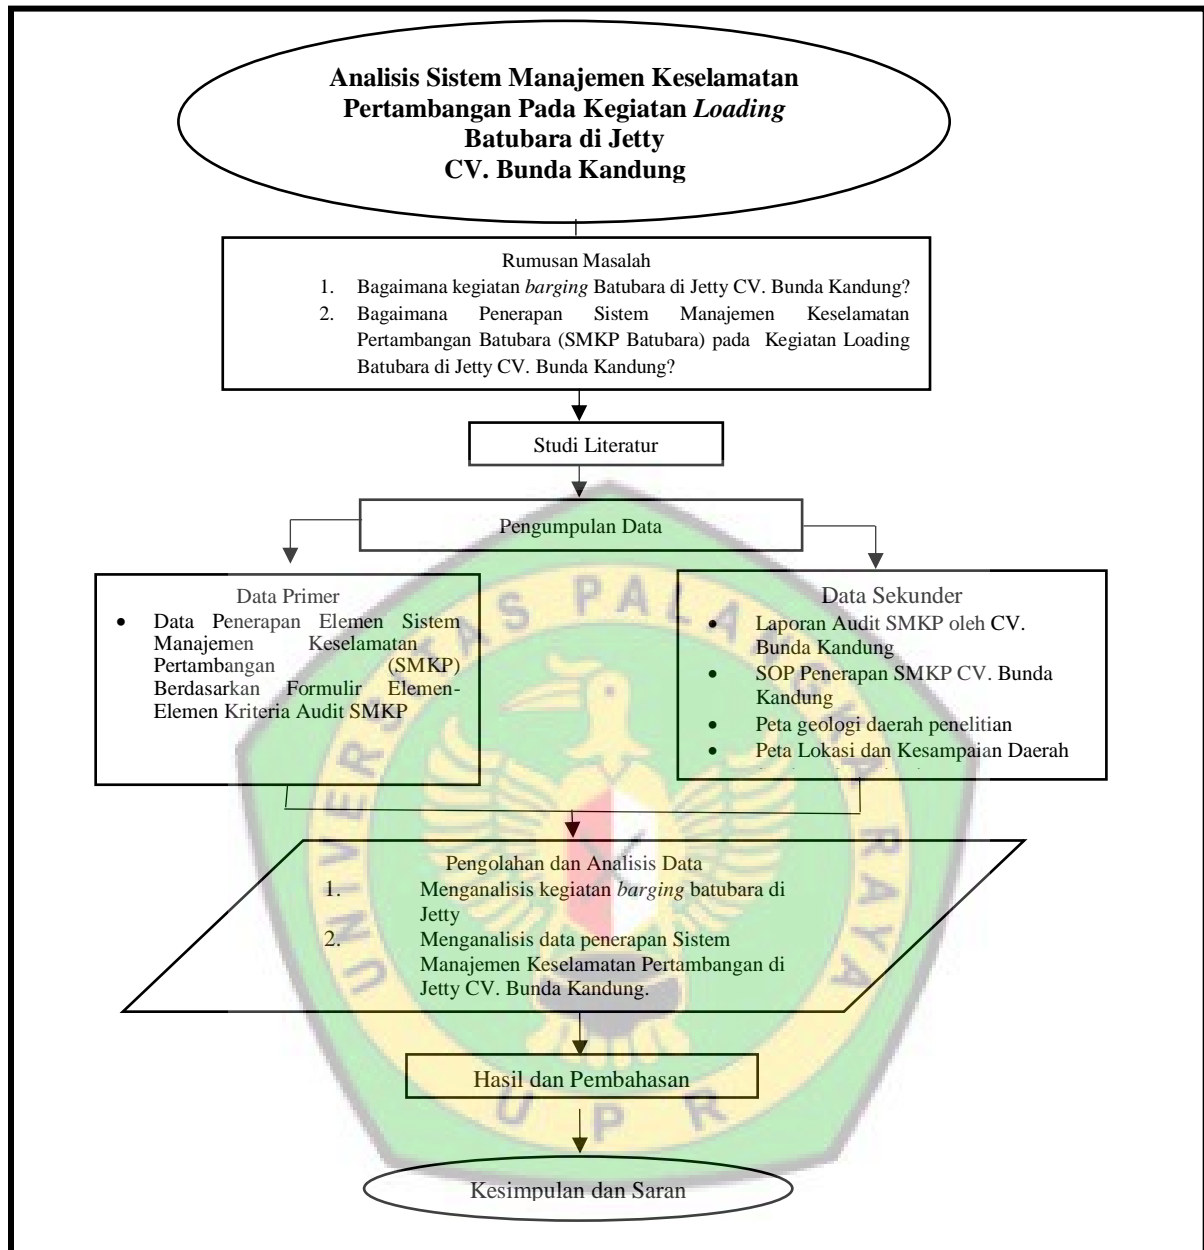 Analisis Sistem Manajemen Keselamatan
Pertambangan Pada Kegiatan Loading
Batubara di Jetty
CV. Bunda Kandung
Rumusan Masalah
1. Bagaimana kegiatan barging Batubara di Jetty CV. Bunda Kandung?
2. Bagaimana Penerapan Sistem Manajemen Keselamatan
Pertambangan Batubara (SMKP Batubara) pada Kegiatan Loading
Batubara di Jetty CV. Bunda Kandung?
Studi Literatur
Pengumpulan Data
Data Primer
• Data Penerapan Elemen Sistem
Manajemen Keselamatan
Pertambangan (SMKP)
Berdasarkan Formulir Elemen-
Elemen Kriteria Audit SMKP
Data Sekunder
• Laporan Audit SMKP oleh CV.
Bunda Kandung
• SOP Penerapan SMKP CV. Bunda
Kandung
• Peta geologi daerah penelitian
• Peta Lokasi dan Kesampaian Daerah
Pengolahan dan Analisis Data
1. Menganalisis kegiatan barging batubara di
Jetty
2. Menganalisis data penerapan Sistem
Manajemen Keselamatan Pertambangan di
Jetty CV. Bunda Kandung.
Hasil dan Pembahasan
Kesimpulan dan Saran
UNIVERSITAS PALANGKA RAYA
UPR